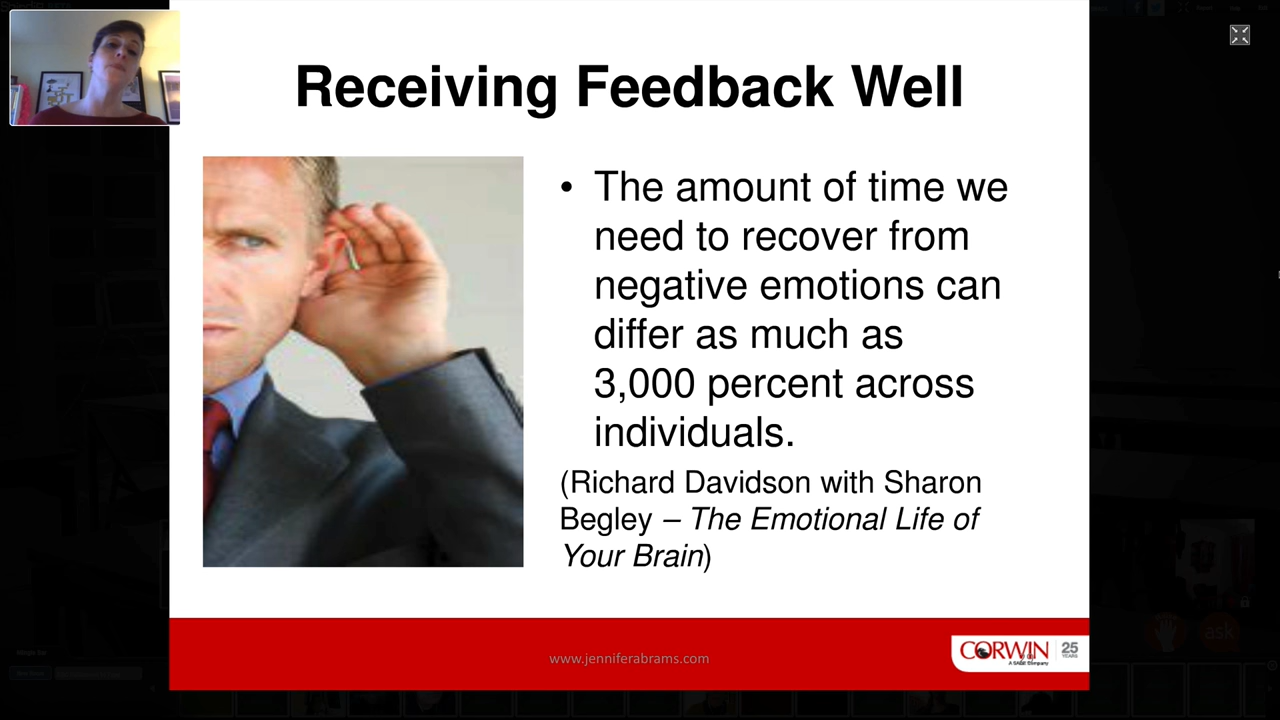 Receiving Feedback Well
• The amount of time we
need to recover from
negative emotions can
differ as much as
3,000 percent across
individuals.
(Richard Davidson with Sharon
Begley – The Emotional Life of
Your Brain)
www.jenniferabrams.com
CORWIN
A SAGE Company
25
YEARS
ask